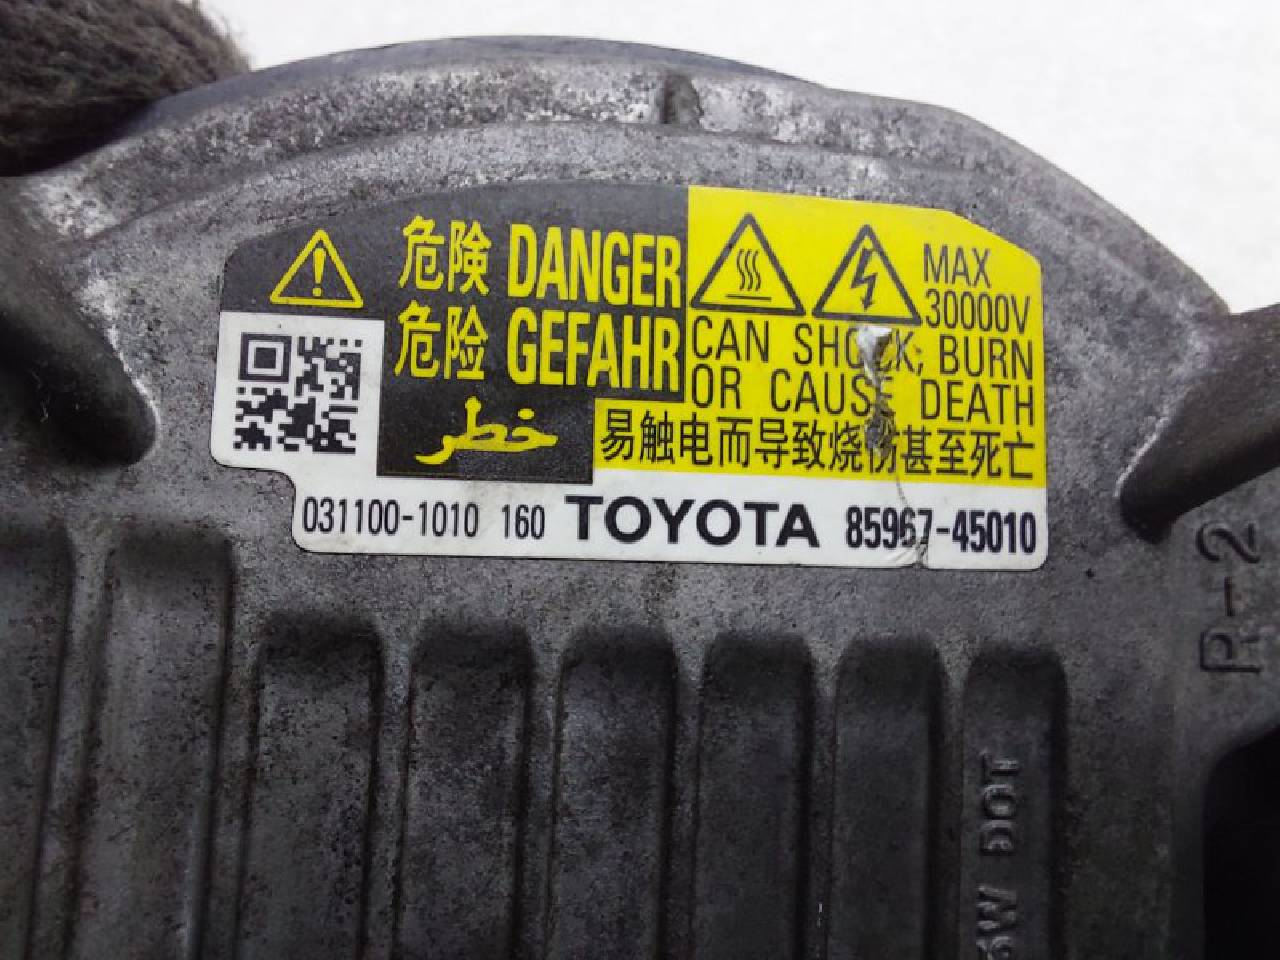 危険 DANGER
危险 GEFAHR
خطر
MAX
30000V
CAN SHOCK, BURN
OR CAUSE DEATH
易触电而导致烧伤甚至死亡
031100-1010 160 TOYOTA 85967-45010
R-2
DOT